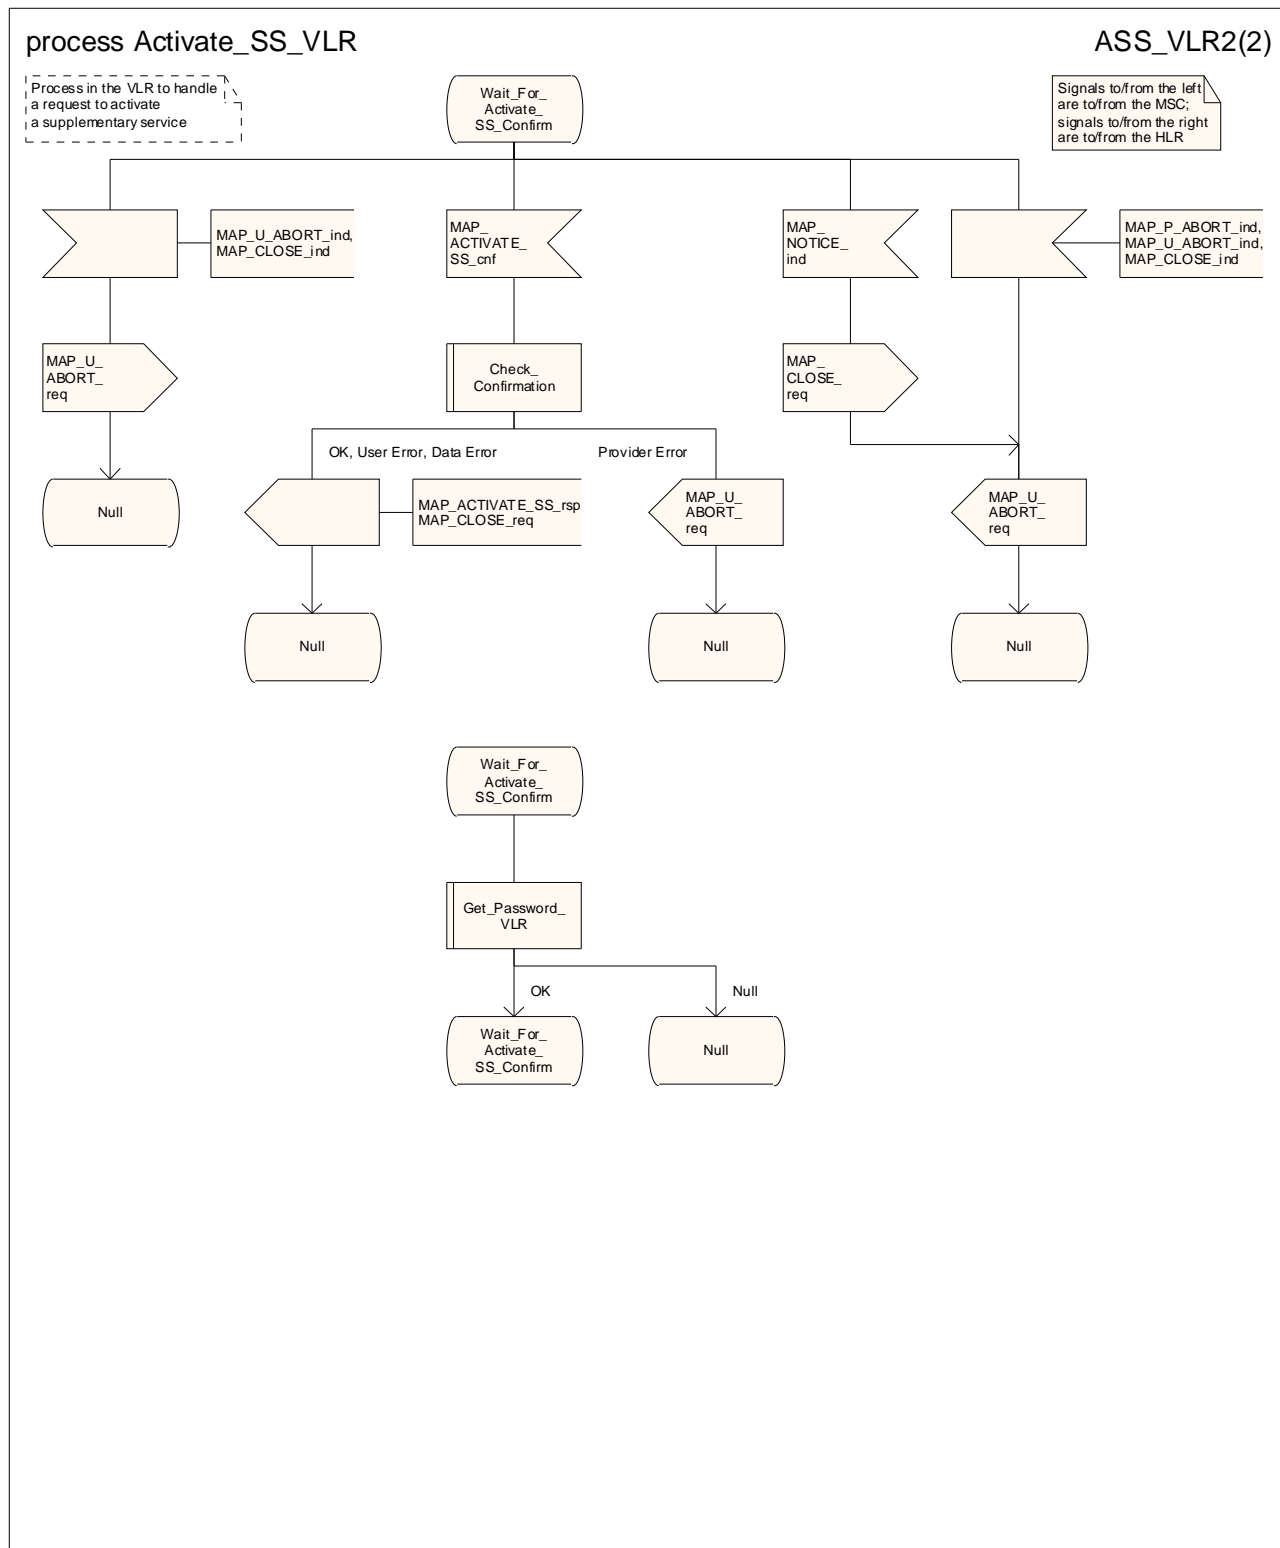 process Activate_SS_VLR
ASS_VLR2(2)
Process in the VLR to handle
a request to activate
a supplementary service
Wait_For_
Activate_
SS_Confirm
Signals to/from the left
are to/from the MSC;
signals to/from the right
are to/from the HLR
MAP_U_ABORT_ind,
MAP_CLOSE_ind
MAP_
ACTIVATE_
SS_cnf
MAP_
NOTICE_
ind
MAP_P_ABORT_ind,
MAP_U_ABORT_ind,
MAP_CLOSE_ind
MAP_U_
ABORT_
req
Check_
Confirmation
MAP_
CLOSE_
req
OK, User Error, Data Error
Provider Error
Null
MAP_ACTIVATE_SS_rsp
MAP_CLOSE_req
MAP_U_
ABORT_
req
MAP_U_
ABORT_
req
Null
Null
Null
Wait_For_
Activate_
SS_Confirm
Get_Password_
VLR
OK
Null
Wait_For_
Activate_
SS_Confirm
Null